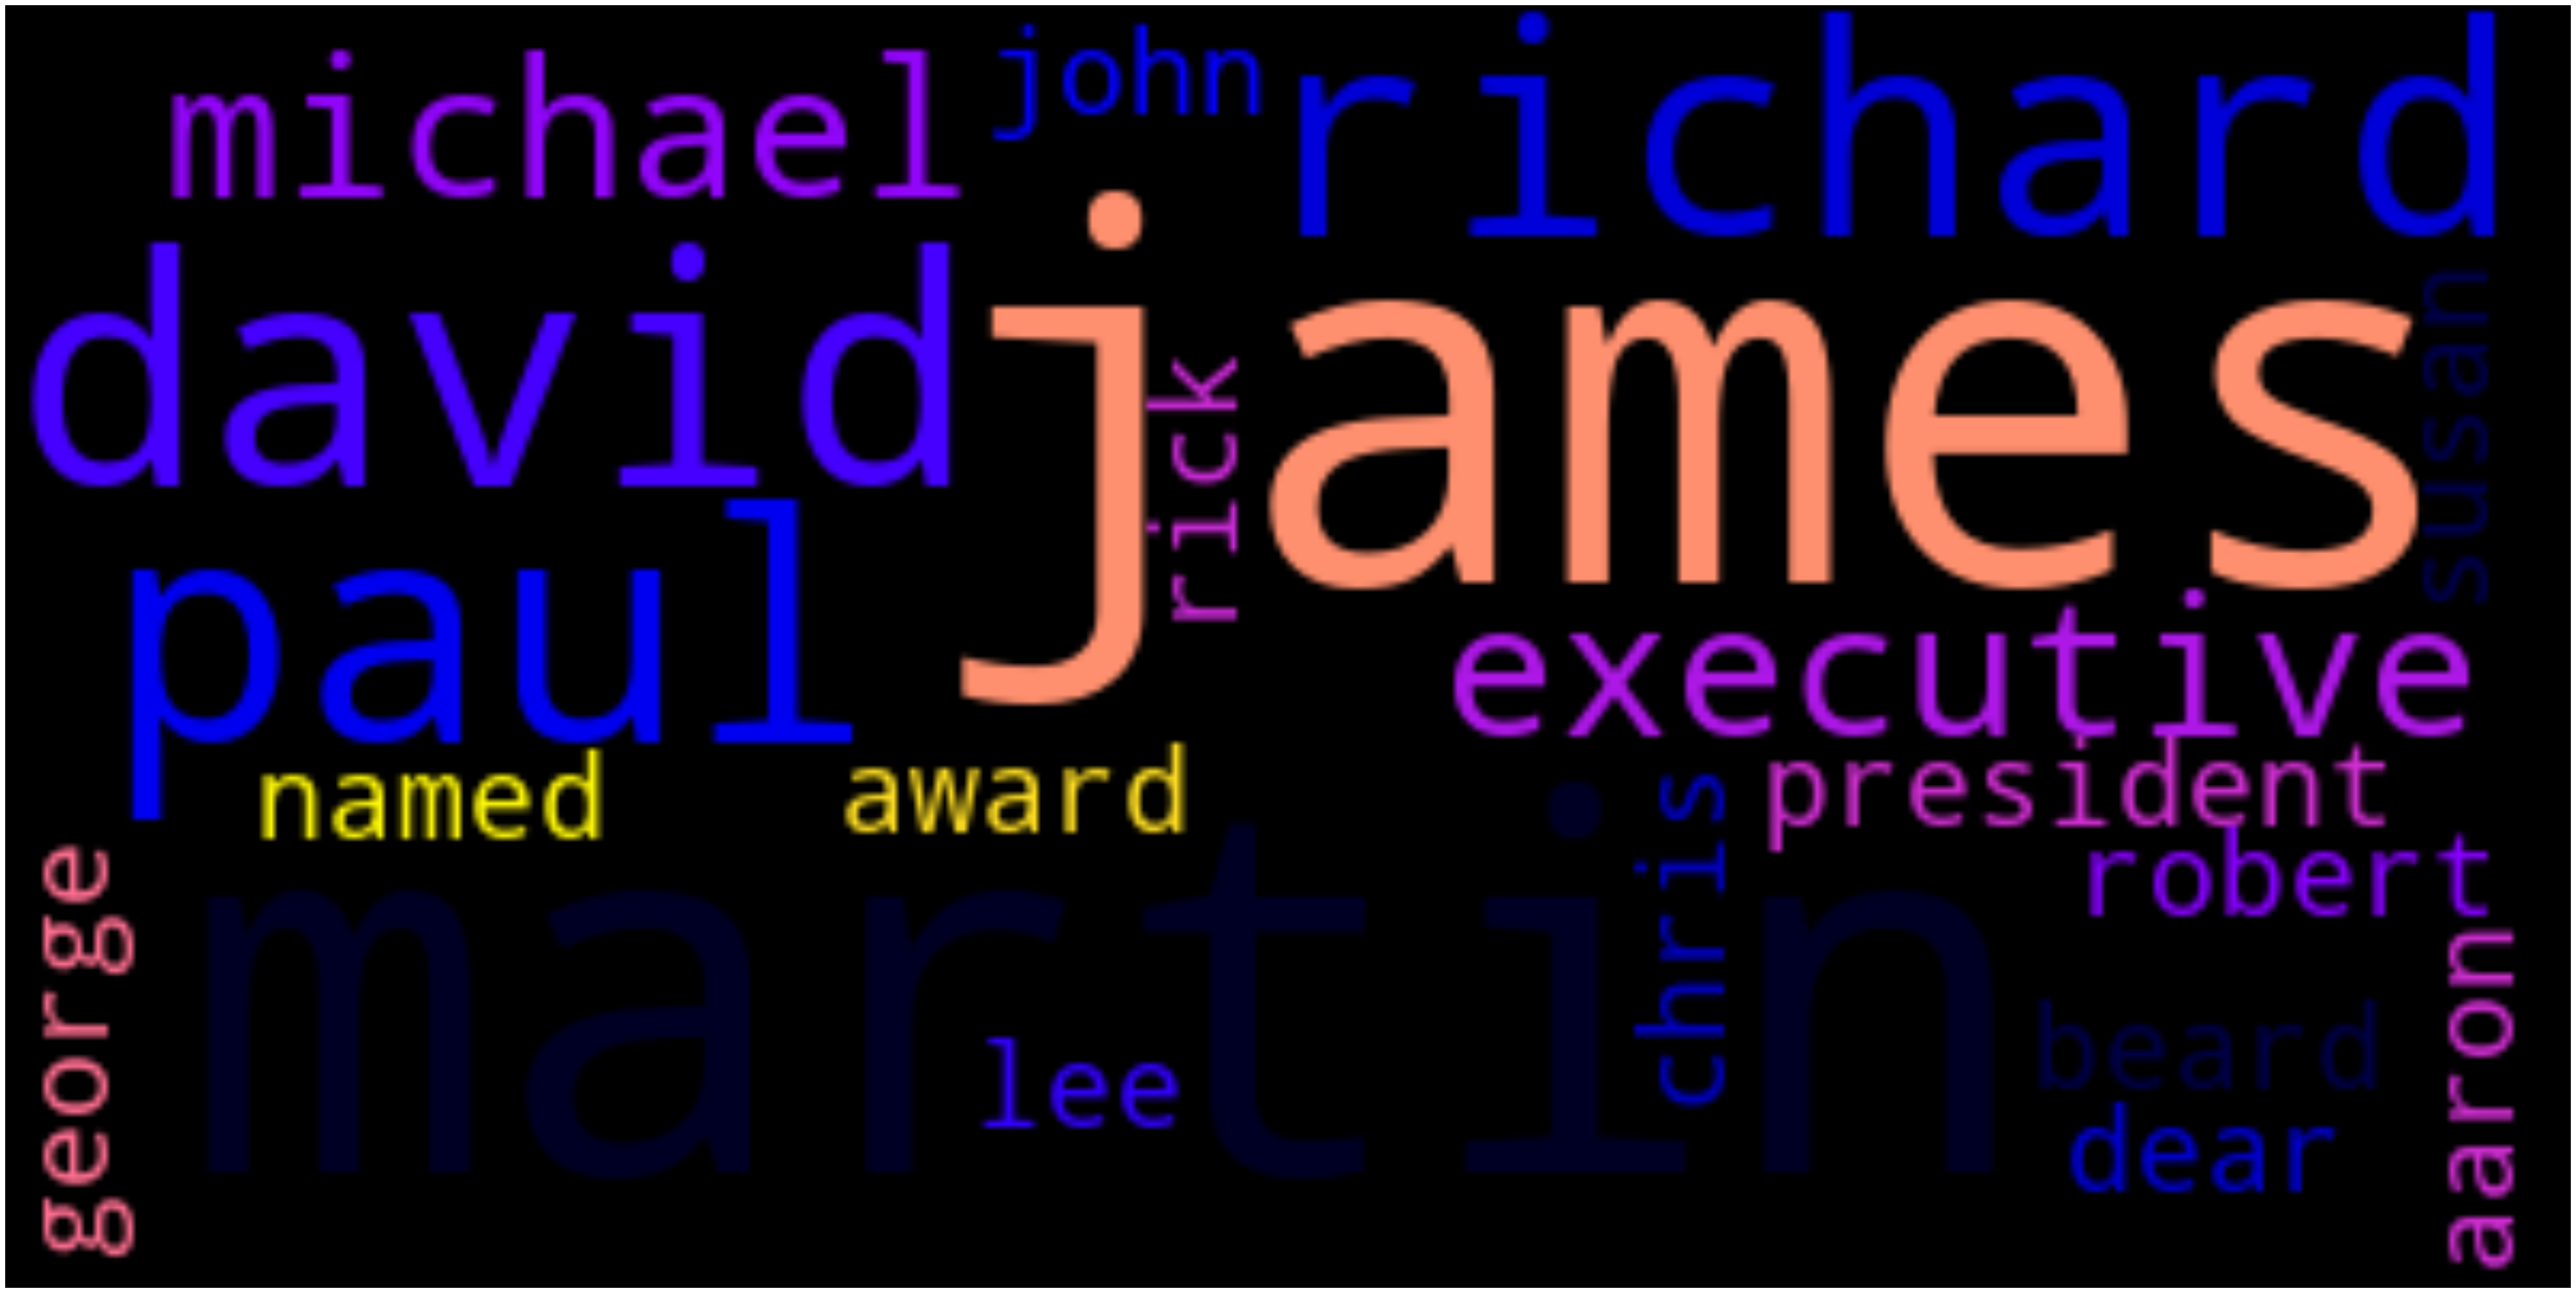 michael
john
richard
david
james
rick
susan
paul
executive
named
award
president
chris
robert
george
martin
lee
beard
dear
aaron